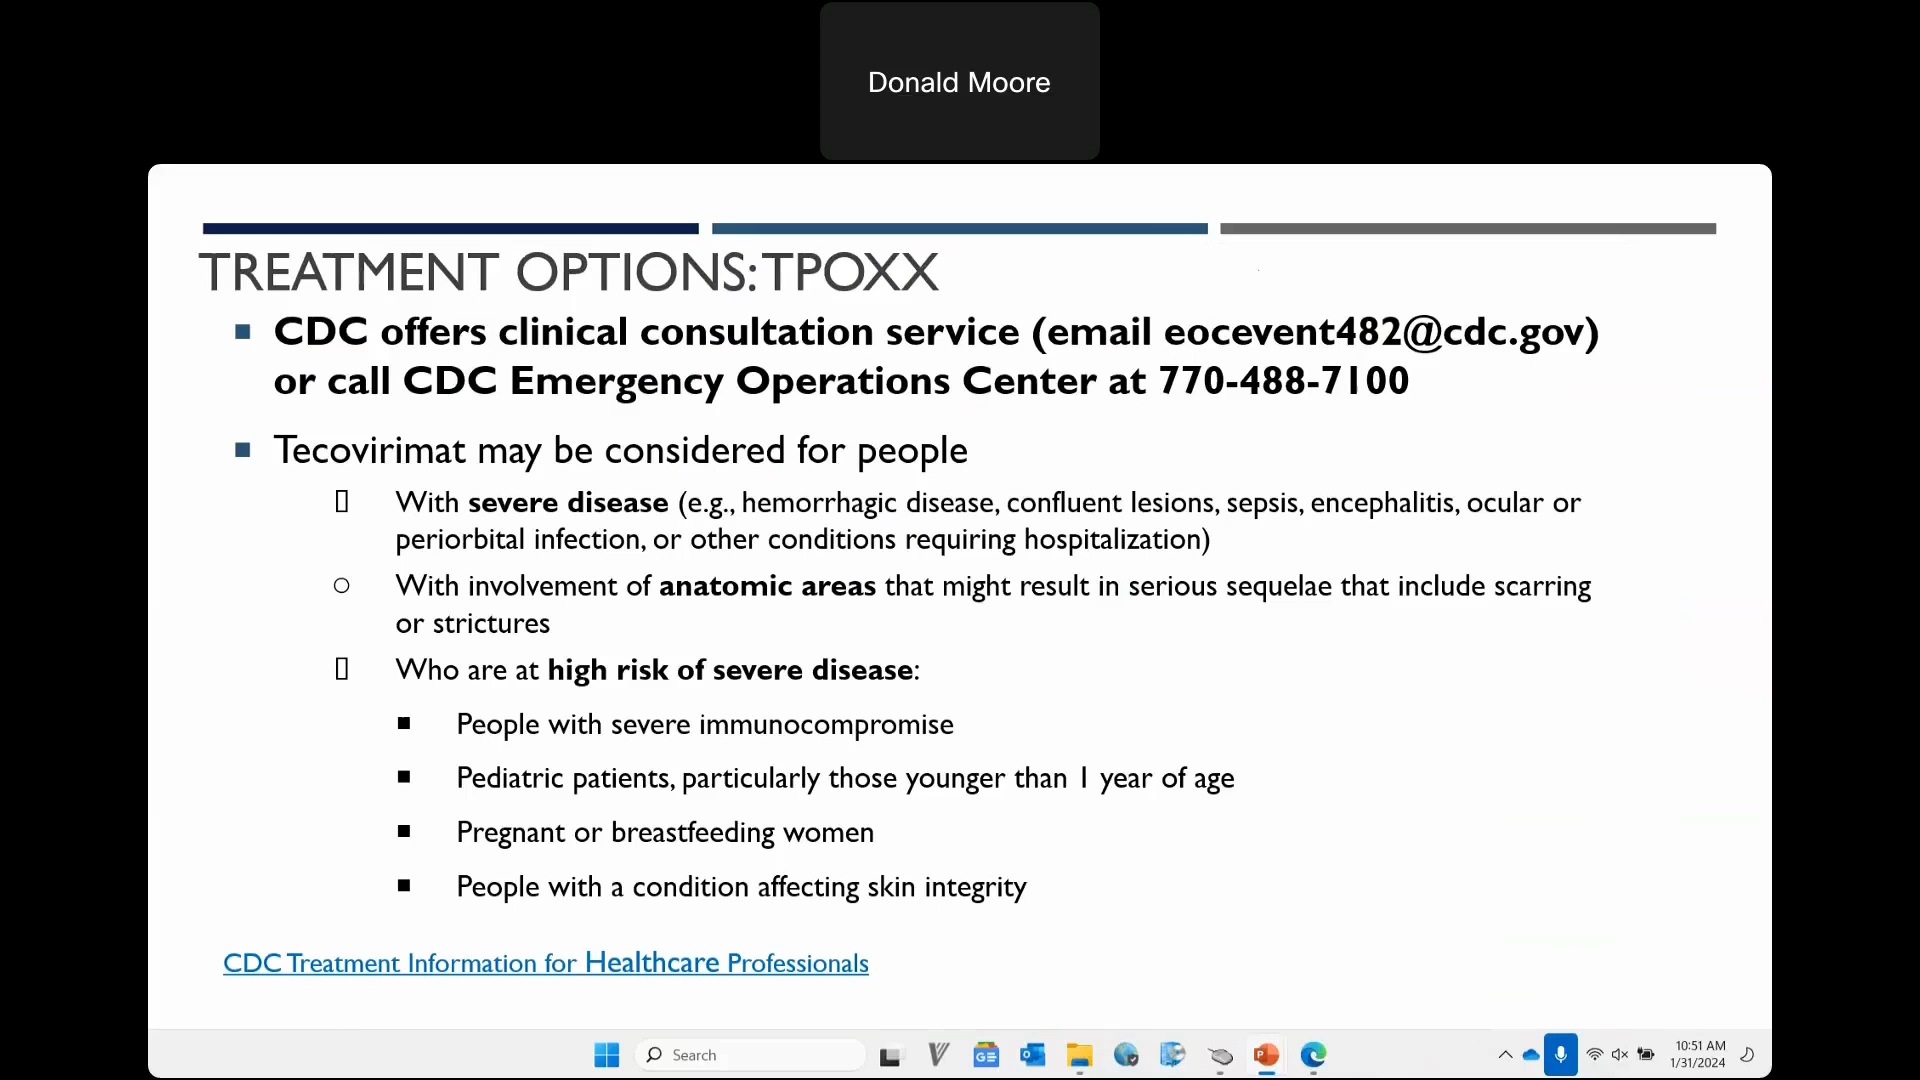 Donald Moore
TREATMENT OPTIONS: TPOXX
CDC offers clinical consultation service (email eocevent482@cdc.gov)
or call CDC Emergency Operations Center at 770-488-7100
Tecovirimat may be considered for people
With severe disease (e.g., hemorrhagic disease, confluent lesions, sepsis, encephalitis, ocular or
periorbital infection, or other conditions requiring hospitalization)
With involvement of anatomic areas that might result in serious sequelae that include scarring
or strictures
Who are at high risk of severe disease:
People with severe immunocompromise
Pediatric patients, particularly those younger than 1 year of age
Pregnant or breastfeeding women
People with a condition affecting skin integrity
CDC Treatment Information for Healthcare Professionals
Search
10:51 AM
1/31/2024